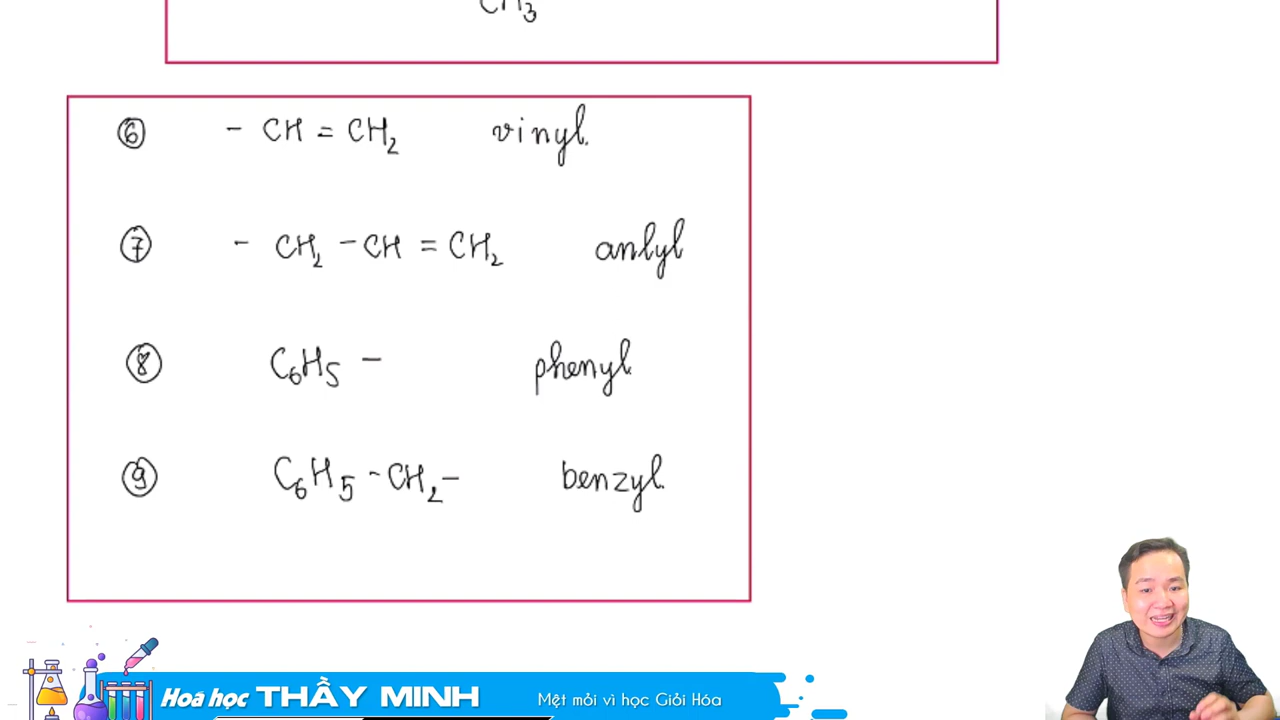 CH₃
⑥ - CH = CH₂ vinyl.
⑦ - CH₂ - CH = CH₂ anlyl
⑧ C₆H₅ - phenyl.
⑨ C₆H₅ - CH₂ - benzyl.
Hoá học THẦY MINH Mệt mỏi vì học Giỏi Hóa